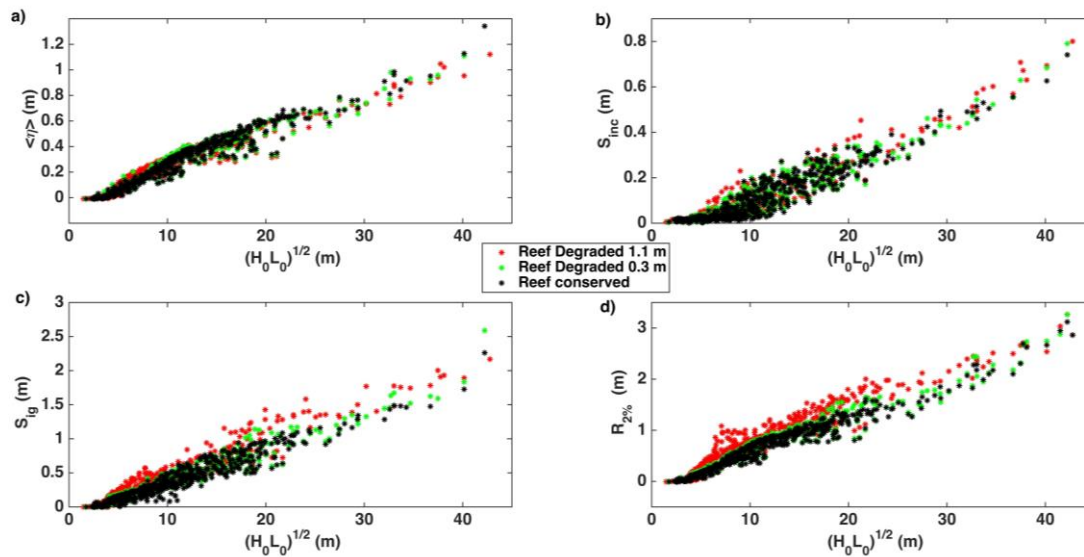 a)
1.2
1
0.8
0.6
0.4
0.2
0
<η> (m)
0 10 20 30 40
(H₀L₀)^1/2 (m)
b)
0.8
0.6
0.4
0.2
0
S_inc (m)
0 10 20 30 40
(H₀L₀)^1/2 (m)
Reef Degraded 1.1 m
Reef Degraded 0.3 m
Reef conserved
c)
3
2.5
2
1.5
1
0.5
0
S_ig (m)
0 10 20 30 40
(H₀L₀)^1/2 (m)
d)
3
2
1
0
R_2% (m)
0 10 20 30 40
(H₀L₀)^1/2 (m)